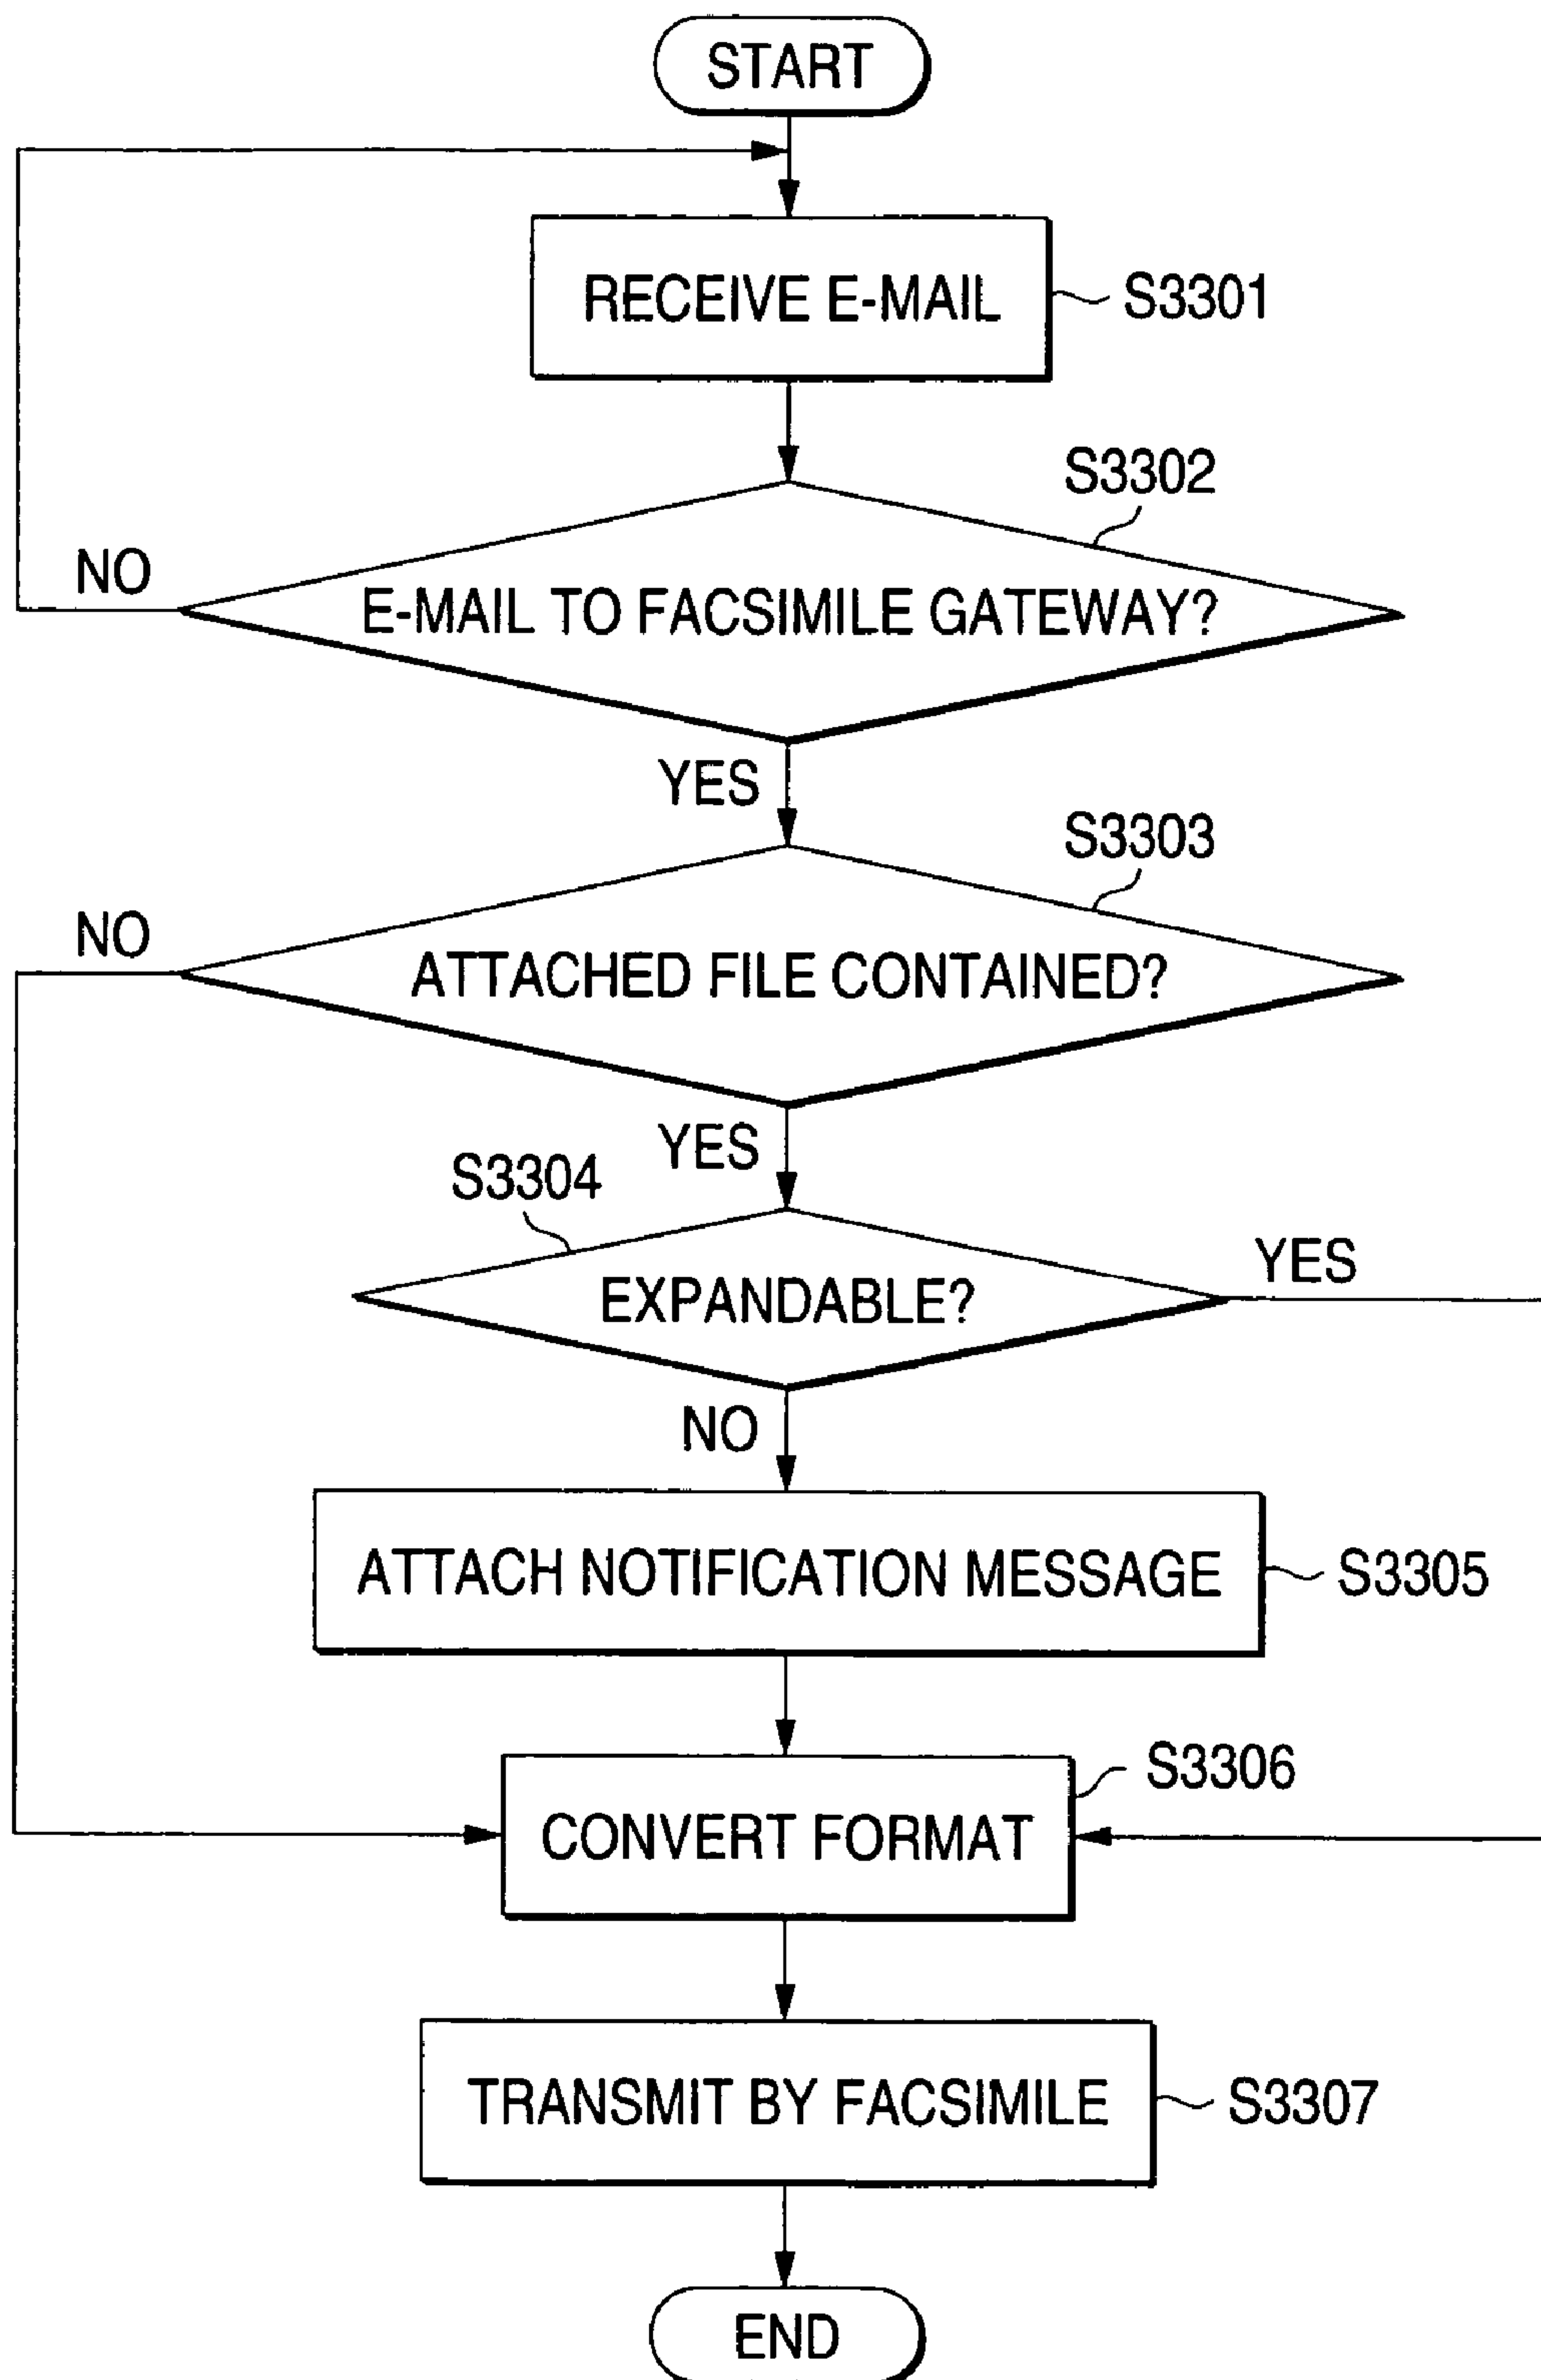 START
RECEIVE E-MAIL
S3301
S3302
NO
E-MAIL TO FACSIMILE GATEWAY?
YES
S3303
NO
ATTACHED FILE CONTAINED?
YES
S3304
YES
EXPANDABLE?
NO
ATTACH NOTIFICATION MESSAGE
S3305
S3306
CONVERT FORMAT
TRANSMIT BY FACSIMILE
S3307
END